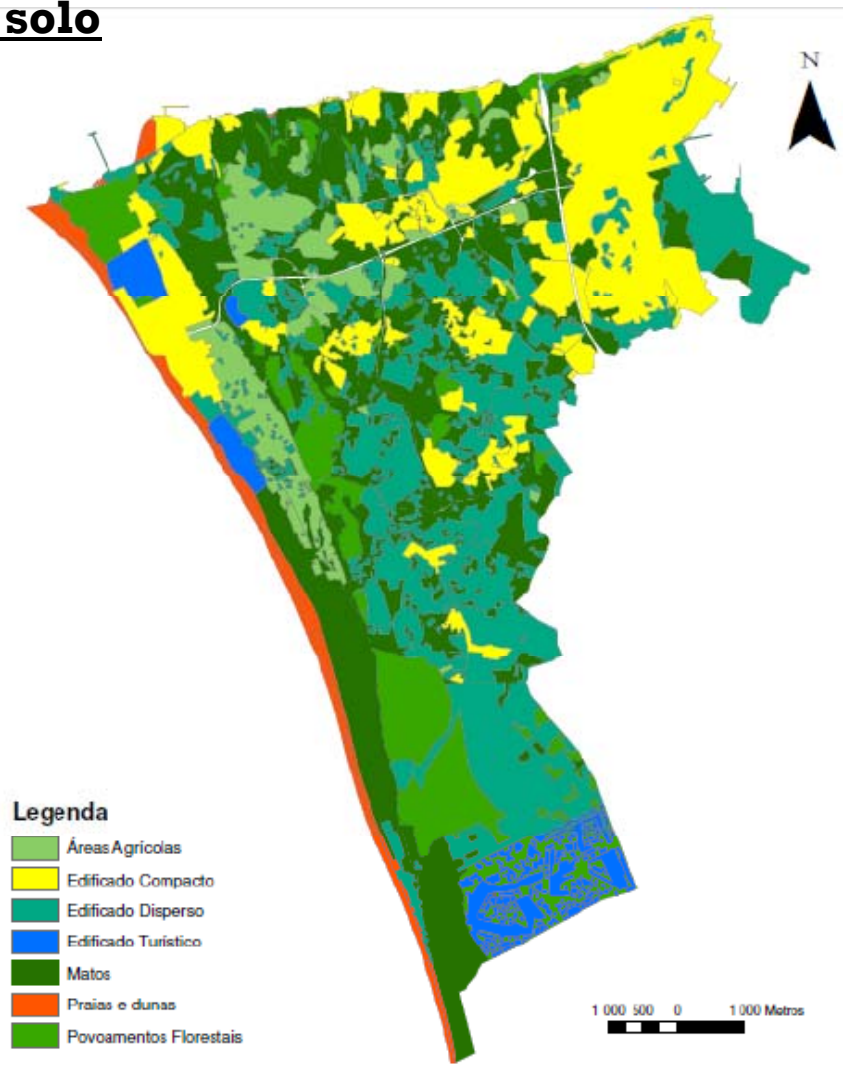 solo
N
Legenda
Áreas Agrícolas
Edificado Compacto
Edificado Disperso
Edificado Turístico
Matos
Praias e dunas
Povoamentos Florestais
1 000 500 0 1 000 Metros